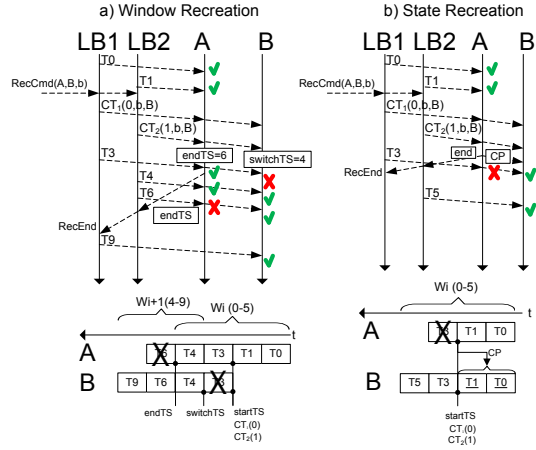 a) Window Recreation
LB1 LB2 A B
T0
T1
RecCmd(A,B,b)
CT1(0,b,B)
CT2(1,b,B)
endTS=6
switchTS=4
T3
T4
T6
endTS
RecEnd
T9
Wi+1(4-9)
Wi (0-5)
t
A
T4 T3 T1 T0
B
T9 T6 T4 T3
endTS switchTS startTS
CT1(0)
CT2(1)
b) State Recreation
LB1 LB2 A B
T0
T1
RecCmd(A,B,b)
CT1(0,b,B)
CT2(1,b,B)
end
CP
T3
RecEnd
T5
Wi (0-5)
t
A
T3 T1 T0
CP
B
T5 T3 T1 T0
startTS
CT1(0)
CT2(1)